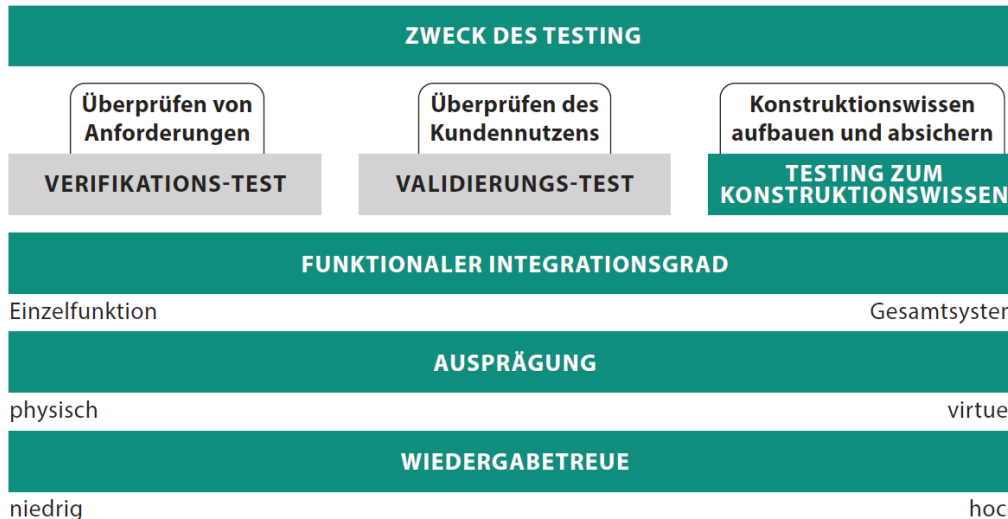 ZWECK DES TESTING
Überprüfen von
Anforderungen
Überprüfen des
Kundennutzens
Konstruktionswissen
aufbauen und absichern
VERIFIKATIONS-TEST
VALIDIERUNGS-TEST
TESTING ZUM
KONSTRUKTIONSWISSEN
FUNKTIONALER INTEGRATIONSGRAD
Einzelfunktion
Gesamtsyster
AUSPRÄGUNG
physisch
virtue
WIEDERGABETREUE
niedrig
hoc